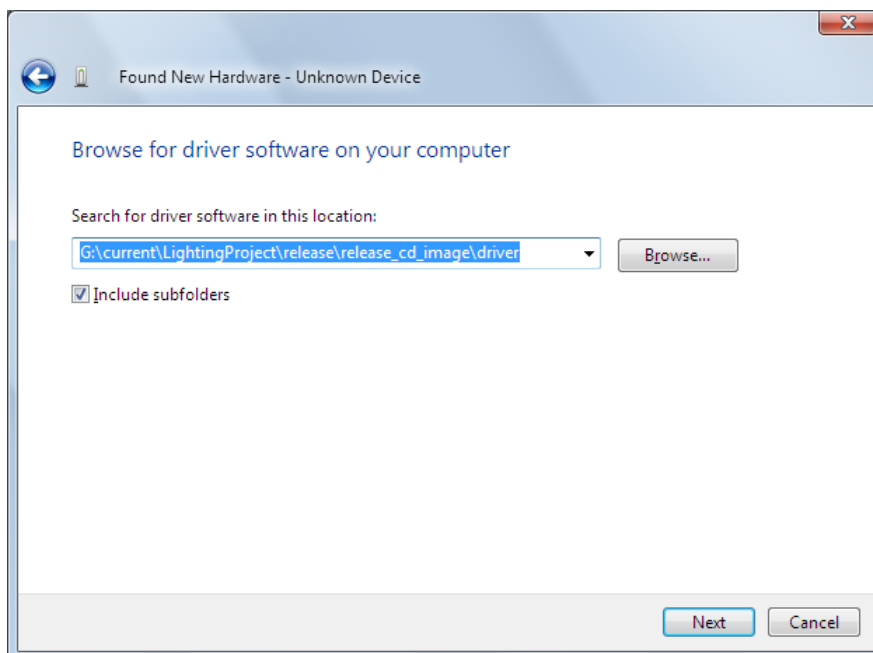 Found New Hardware - Unknown Device
Browse for driver software on your computer
Search for driver software in this location:
G:\current\LightingProject\release\release_cd_image\driver
Browse...
Include subfolders
Next
Cancel